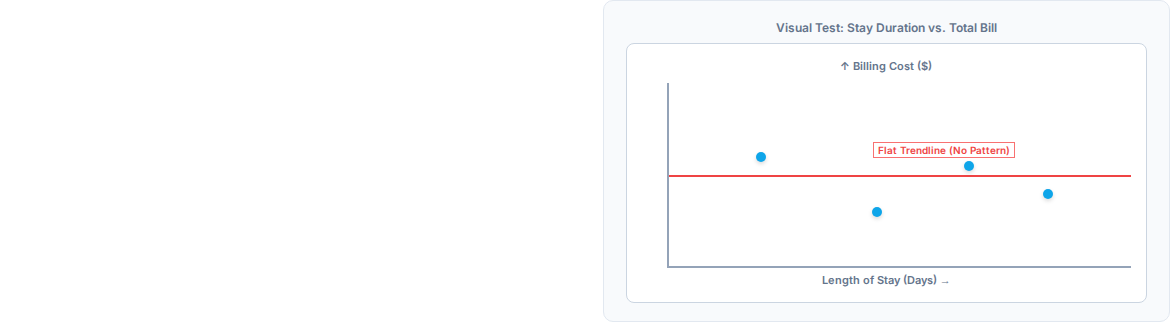 Visual Test: Stay Duration vs. Total Bill
↑ Billing Cost ($)
Flat Trendline (No Pattern)
Length of Stay (Days) →